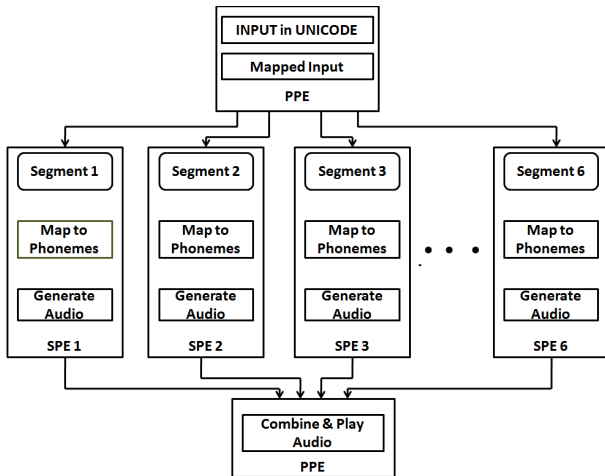 INPUT in UNICODE
Mapped Input
PPE
Segment 1
Map to
Phonemes
Generate
Audio
SPE 1
Segment 2
Map to
Phonemes
Generate
Audio
SPE 2
Segment 3
Map to
Phonemes
Generate
Audio
SPE 3
Segment 6
Map to
Phonemes
Generate
Audio
SPE 6
Combine & Play
Audio
PPE